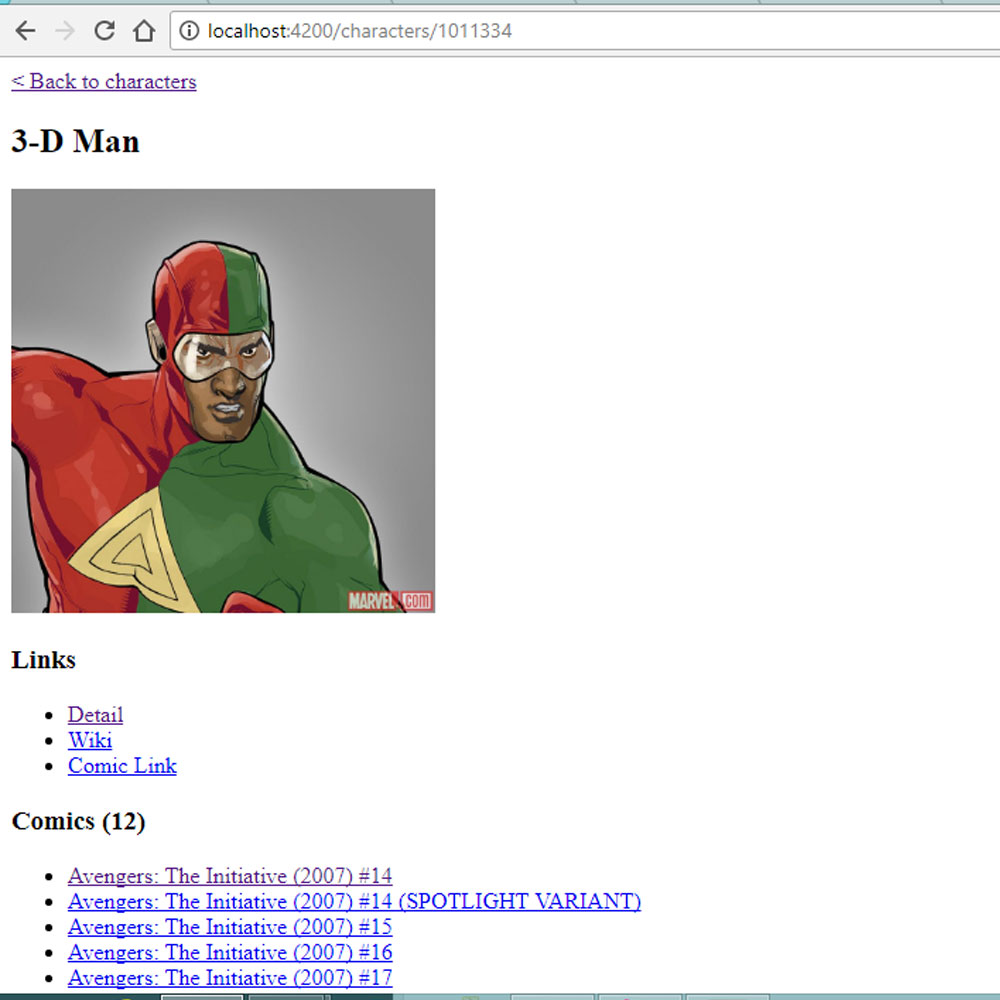 localhost:4200/characters/1011334
< Back to characters
3-D Man
MARVEL.com
Links
Detail
Wiki
Comic Link
Comics (12)
Avengers: The Initiative (2007) #14
Avengers: The Initiative (2007) #14 (SPOTLIGHT VARIANT)
Avengers: The Initiative (2007) #15
Avengers: The Initiative (2007) #16
Avengers: The Initiative (2007) #17